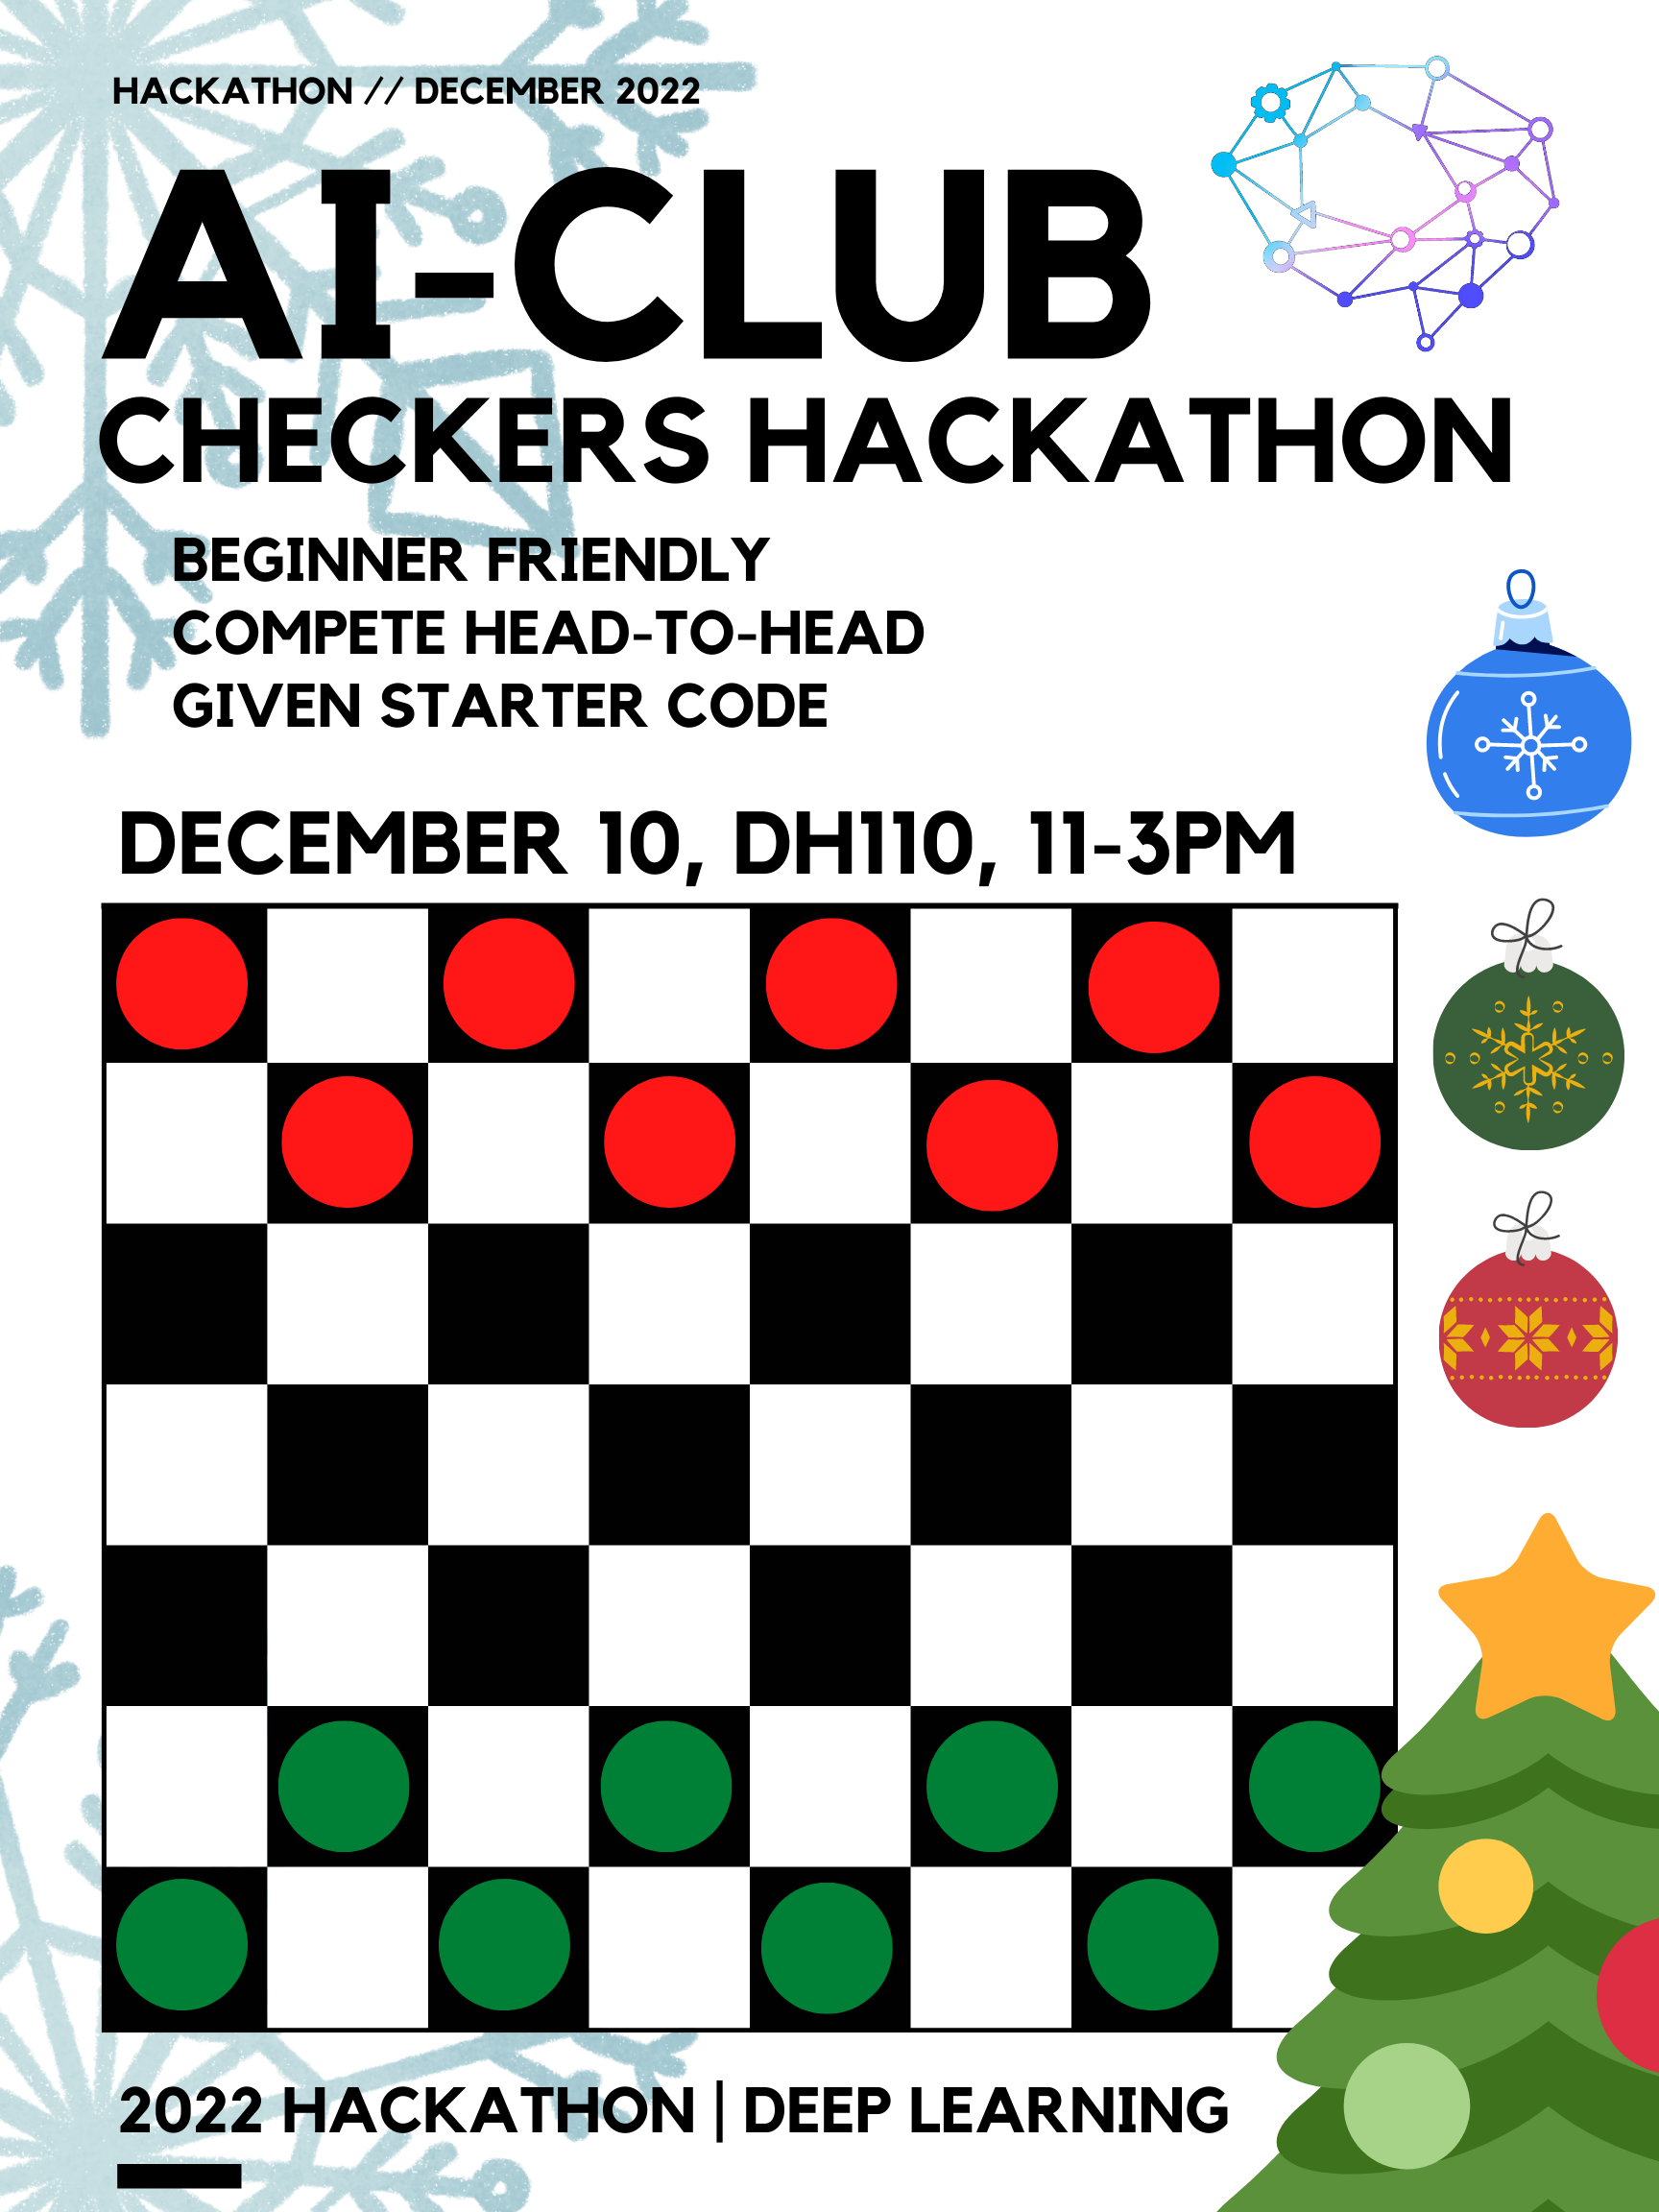 HACKATHON // DECEMBER 2022
AI-CLUB
CHECKERS HACKATHON
BEGINNER FRIENDLY
COMPETE HEAD-TO-HEAD
GIVEN STARTER CODE
DECEMBER 10, DH110, 11-3PM
2022 HACKATHON | DEEP LEARNING